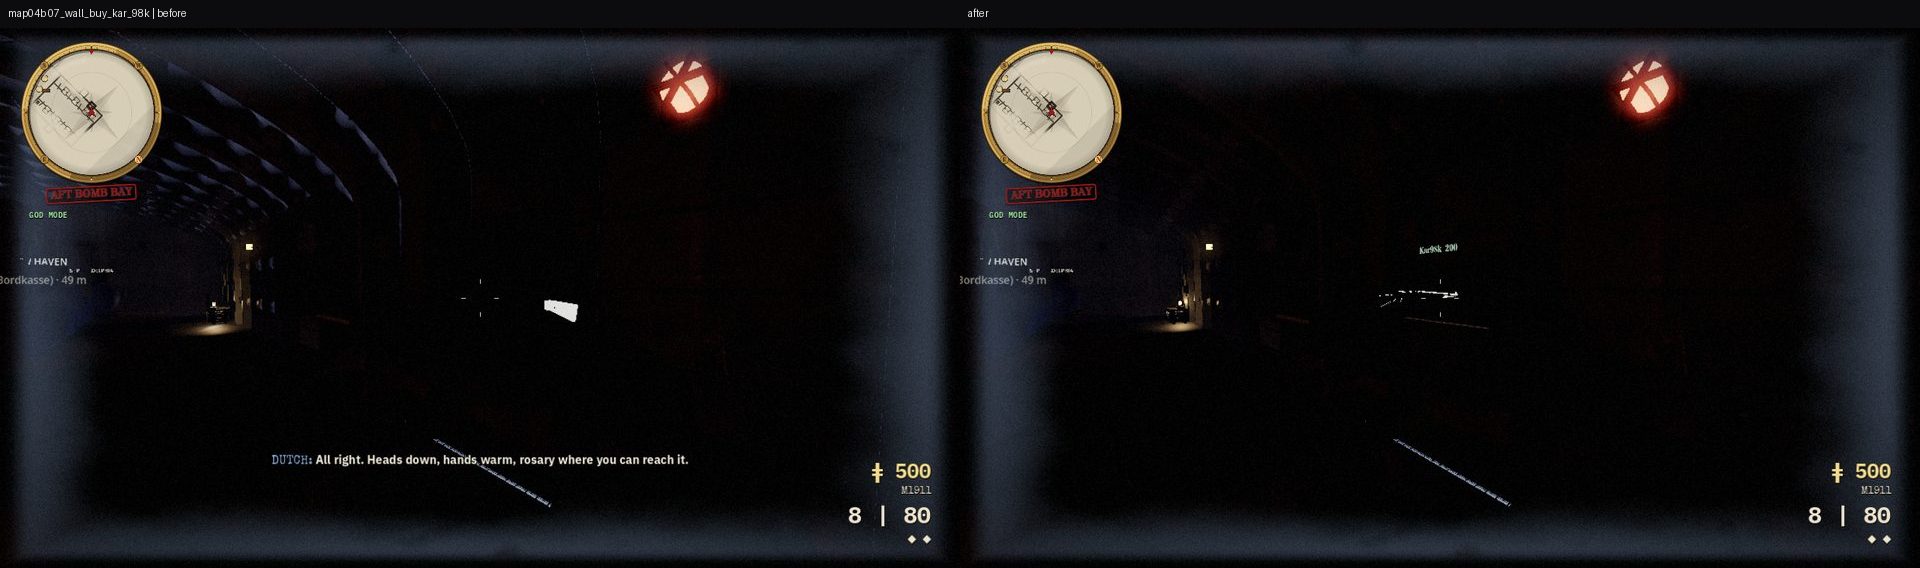 map04b07_wall_buy_kar_98k | before
after
AFT BOMB BAY
GOD MODE
/ HAVEN
Bordkasse) · 49 m
DUTCH: All right. Heads down, hands warm, rosary where you can reach it.
500
M1911
8 | 80
AFT BOMB BAY
GOD MODE
/ HAVEN
Bordkasse) · 49 m
Kar98k 200
500
M1911
8 | 80